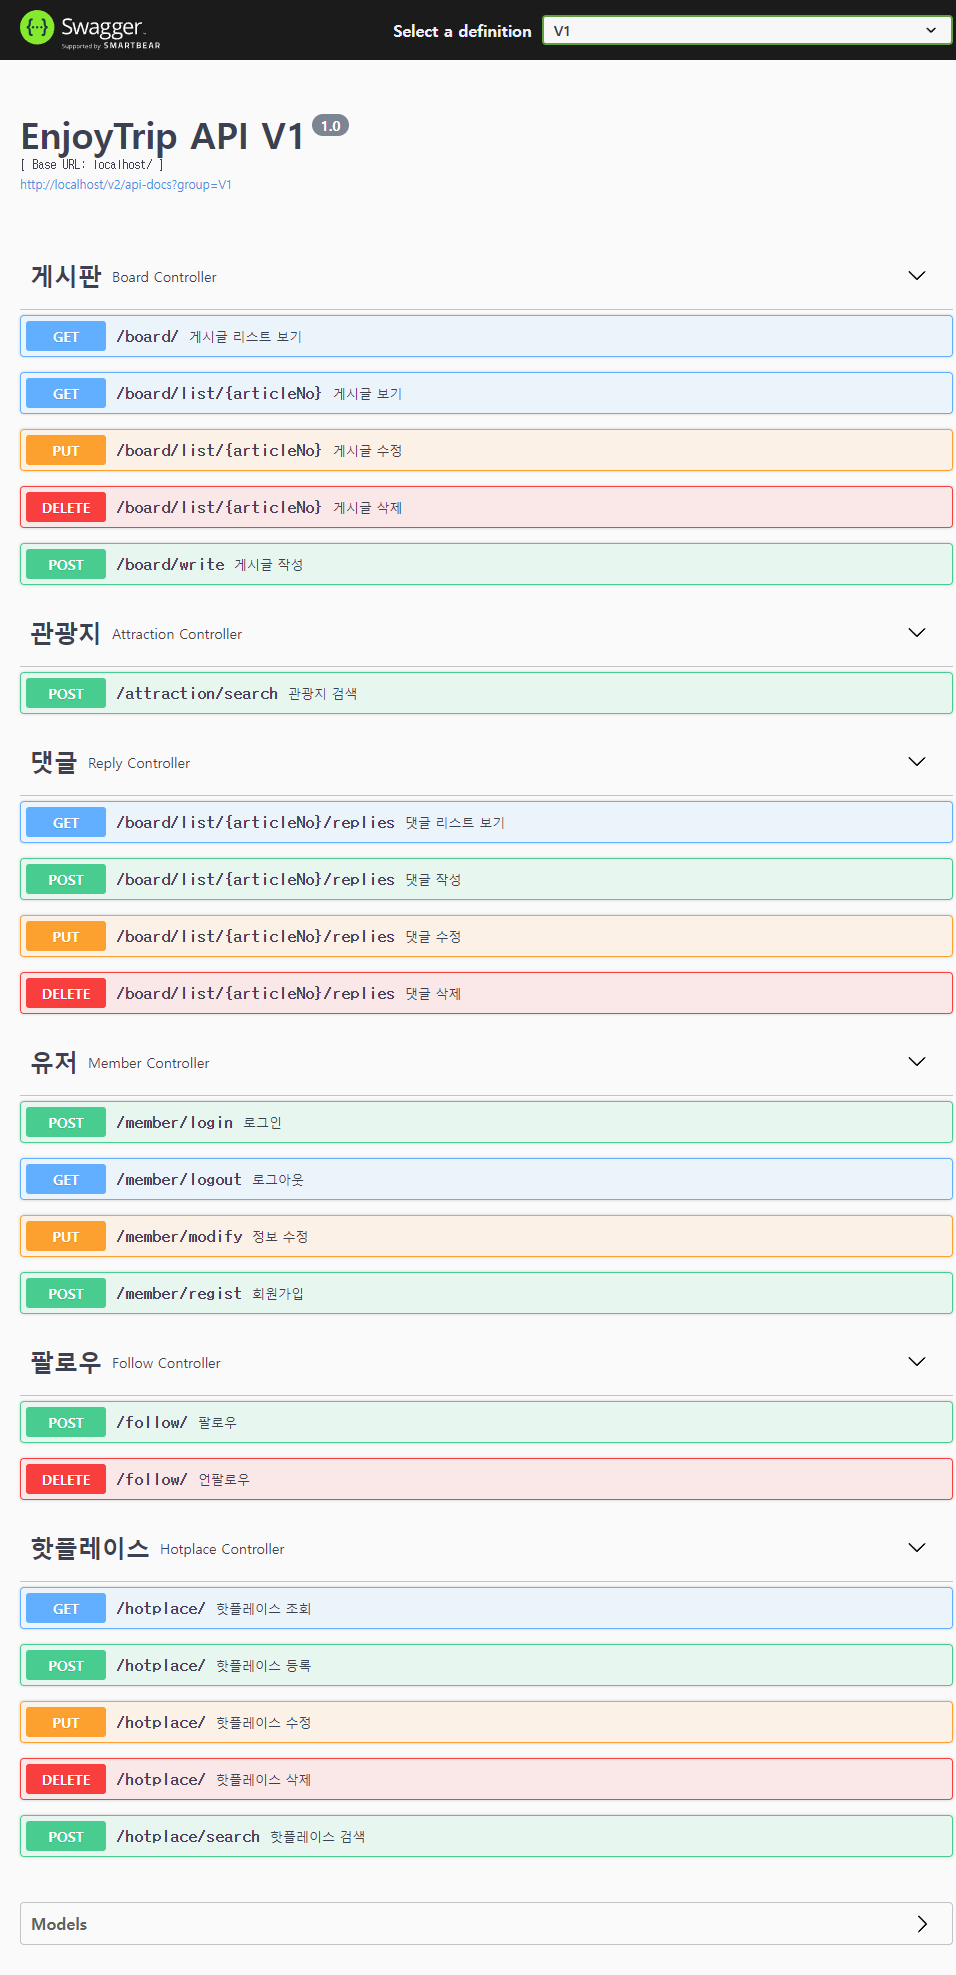 Swagger
Supported by SMARTBEAR
Select a definition
V1
EnjoyTrip API V1 1.0
[ Base URL: localhost/ ]
http://localhost/v2/api-docs?group=V1
게시판 Board Controller
GET /board/ 게시글 리스트 보기
GET /board/list/{articleNo} 게시글 보기
PUT /board/list/{articleNo} 게시글 수정
DELETE /board/list/{articleNo} 게시글 삭제
POST /board/write 게시글 작성
관광지 Attraction Controller
POST /attraction/search 관광지 검색
댓글 Reply Controller
GET /board/list/{articleNo}/replies 댓글 리스트 보기
POST /board/list/{articleNo}/replies 댓글 작성
PUT /board/list/{articleNo}/replies 댓글 수정
DELETE /board/list/{articleNo}/replies 댓글 삭제
유저 Member Controller
POST /member/login 로그인
GET /member/logout 로그아웃
PUT /member/modify 정보 수정
POST /member/regist 회원가입
팔로우 Follow Controller
POST /follow/ 팔로우
DELETE /follow/ 언팔로우
핫플레이스 Hotplace Controller
GET /hotplace/ 핫플레이스 조회
POST /hotplace/ 핫플레이스 등록
PUT /hotplace/ 핫플레이스 수정
DELETE /hotplace/ 핫플레이스 삭제
POST /hotplace/search 핫플레이스 검색
Models